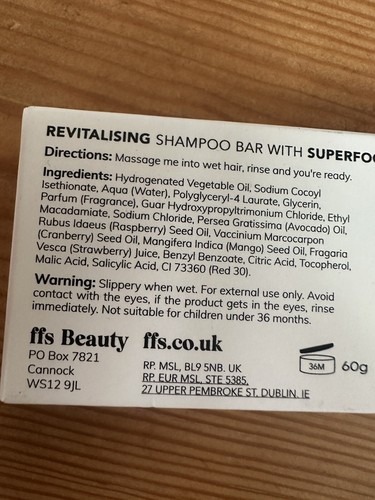 REVITALISING SHAMPOO BAR WITH SUPERFOO
Directions: Massage me into wet hair, rinse and you're ready.
Ingredients: Hydrogenated Vegetable Oil, Sodium Cocoyl
Isethionate, Aqua (Water), Polyglyceryl-4 Laurate, Glycerin,
Parfum (Fragrance), Guar Hydroxypropyltrimonium Chloride, Ethyl
Macadamiate, Sodium Chloride, Persea Gratissima (Avocado) Oil,
Rubus Idaeus (Raspberry) Seed Oil, Vaccinium Marcocarpon
(Cranberry) Seed Oil, Mangifera Indica (Mango) Seed Oil, Fragaria
Vesca (Strawberry) Juice, Benzyl Benzoate, Citric Acid, Tocopherol,
Malic Acid, Salicylic Acid, CI 73360 (Red 30).
Warning: Slippery when wet. For external use only. Avoid
contact with the eyes, if the product gets in the eyes, rinse
immediately. Not suitable for children under 36 months.
ffs Beauty
PO Box 7821
Cannock
WS12 9JL
ffs.co.uk
RP. MSL, BL9 5NB. UK
RP. EUR MSL, STE 5385,
27 UPPER PEMBROKE ST. DUBLIN. IE
36M
60g